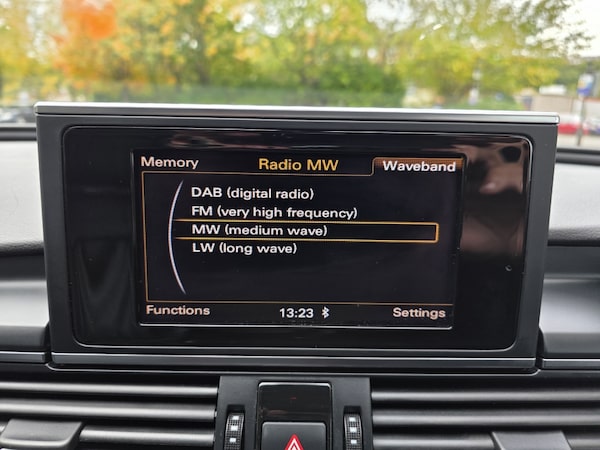 Memory Radio MW Waveband
DAB (digital radio)
FM (very high frequency)
MW (medium wave)
LW (long wave)
Functions 13:23 Settings